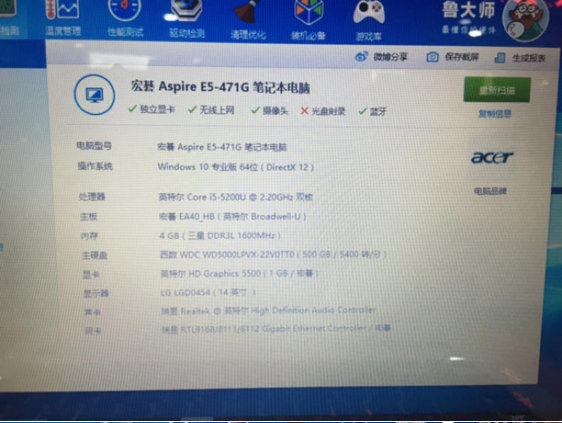 检测 温度管理 性能测试 驱动检测 清理优化 装机必备 游戏库
鲁大师
微博分享 保存截屏 生成报表
宏碁 Aspire E5-471G 笔记本电脑
独立显卡 无线上网 摄像头 光盘刻录 蓝牙
重新扫描
复制信息
acer
电脑品牌
电脑型号 宏碁 Aspire E5-471G 笔记本电脑
操作系统 Windows 10 专业版 64位 ( DirectX 12 )
处理器 英特尔 Core i5-5200U @ 2.20GHz 双核
主板 宏碁 EA40_HB ( 英特尔 Broadwell-U )
内存 4 GB ( 三星 DDR3L 1600MHz )
主硬盘 西数 WDC WD5000LPVX-22V0TT0 ( 500 GB / 5400 转/分 )
显卡 英特尔 HD Graphics 5500 ( 1 GB / 宏碁 )
显示器 LG LGD0454 ( 14 英寸 )
声卡 瑞昱 Realtek @ 英特尔 High Definition Audio Controller
网卡 瑞昱 RTL8168/8111/8112 Gigabit Ethernet Controller / 宏碁